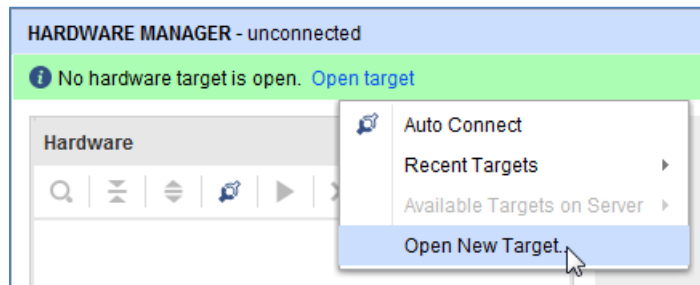 HARDWARE MANAGER - unconnected
No hardware target is open. Open target
Auto Connect
Hardware
Recent Targets
Available Targets on Server
Open New Target...